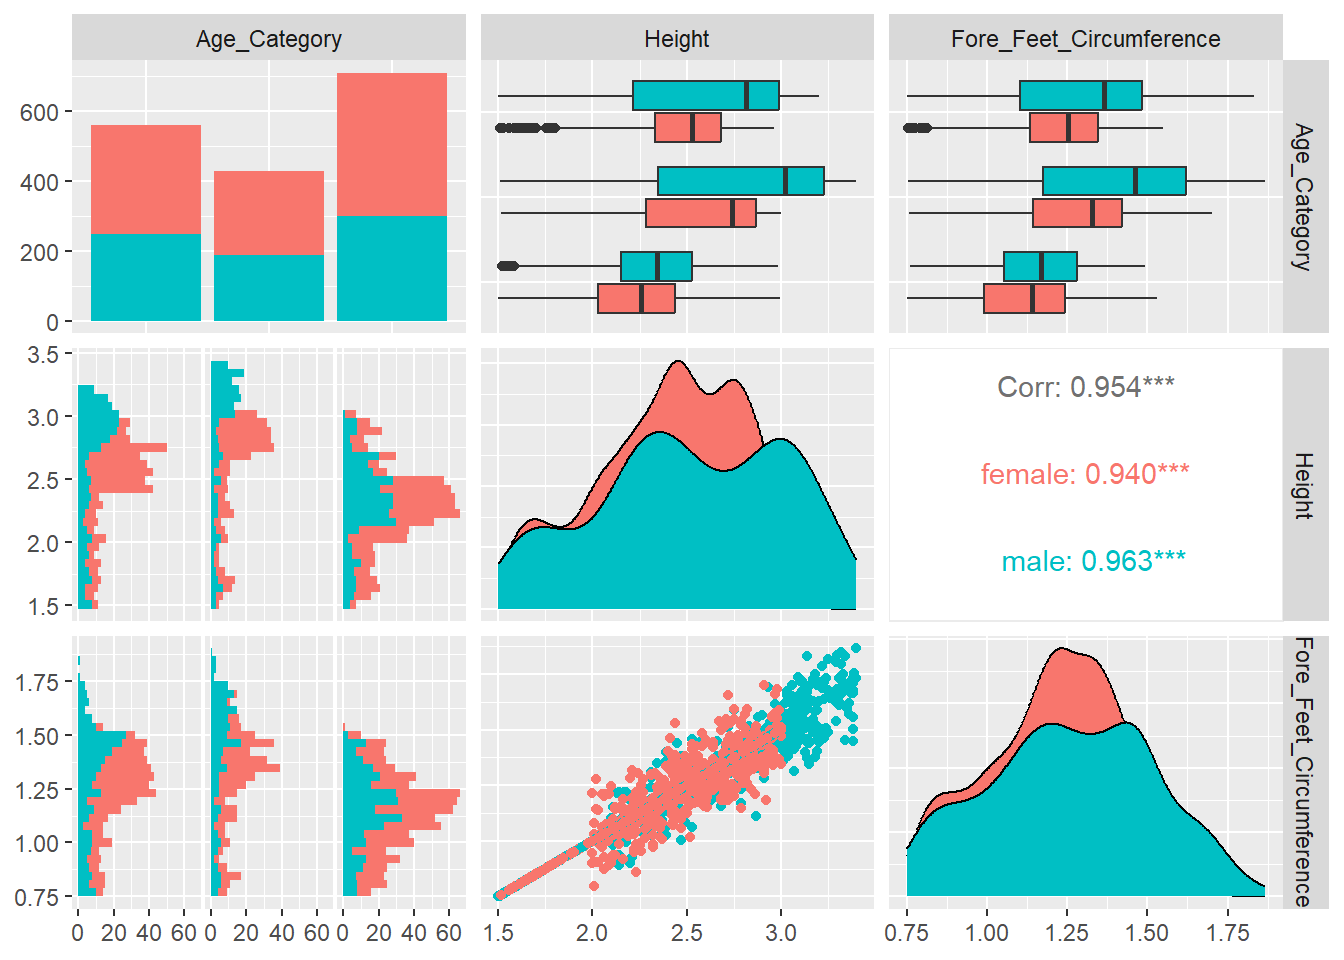 Age_Category Height Fore_Feet_Circumference
600
400
200
0
Age_Category
3.5
3.0
2.5
2.0
1.5
Corr: 0.954***
female: 0.940***
male: 0.963***
Height
1.75
1.50
1.25
1.00
0.75
Fore_Feet_Circumference
0 20 40 60 0 20 40 60 0 20 40 60 1.5 2.0 2.5 3.0 0.75 1.00 1.25 1.50 1.75